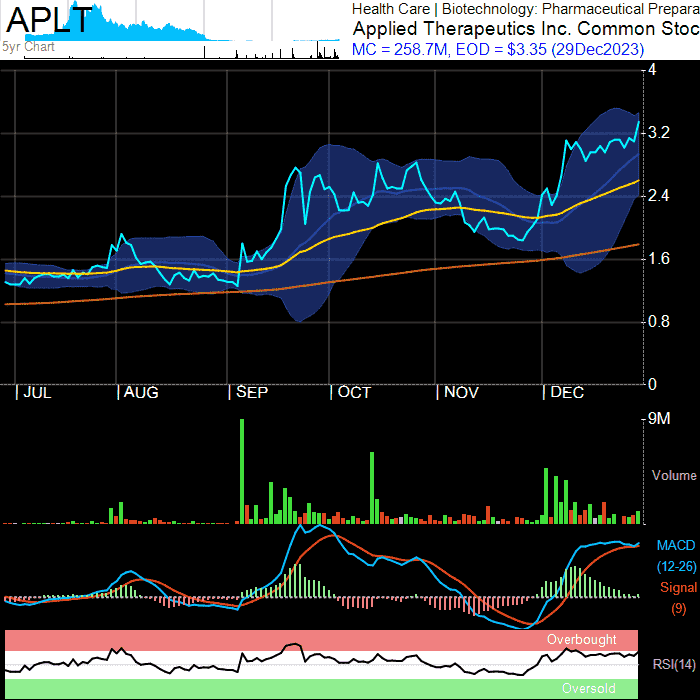 APLT
Health Care | Biotechnology: Pharmaceutical Prepara
Applied Therapeutics Inc. Common Stoc
5yr Chart
MC = 258.7M, EOD = $3.35 (29Dec2023)
4
3.2
2.4
1.6
0.8
0
JUL AUG SEP OCT NOV DEC
9M
Volume
MACD
(12-26)
Signal
(9)
Overbought
RSI(14)
Oversold